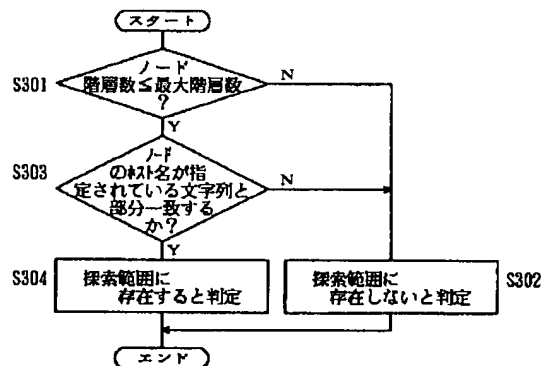 スタート
S301
ノード
階層数≦最大階層数
?
N
Y
S303
ノード
のホスト名が指
定されている文字列と
部分一致する
か?
N
Y
S304
探索範囲に
存在すると判定
探索範囲に
存在しないと判定
S302
エンド